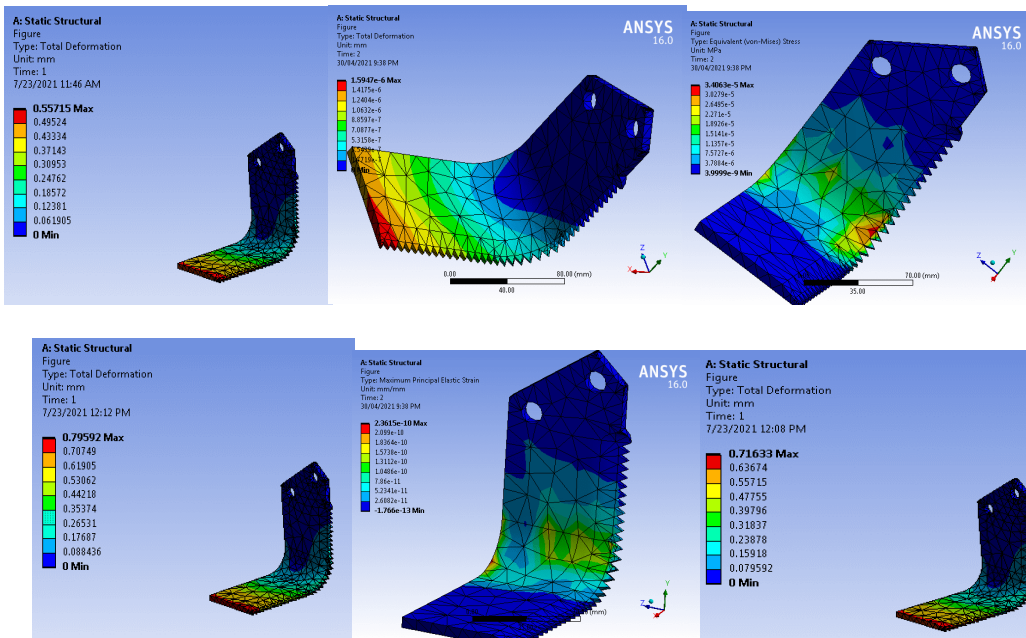 A: Static Structural
Figure
Type: Total Deformation
Unit: mm
Time: 1
7/23/2021 11:46 AM
0.55715 Max
0.49524
0.43334
0.37143
0.30953
0.24762
0.18572
0.12381
0.061905
0 Min
A: Static Structural
Figure
Type: Total Deformation
Unit: mm
Time: 2
30/04/2021 9:38 PM
ANSYS
16.0
1.5947e-6 Max
1.4175e-6
1.2404e-6
1.0632e-6
8.8597e-7
7.0877e-7
5.3158e-7
0 Min
0.00
80.00 (mm)
40.00
Z
Y
X
A: Static Structural
Figure
Type: Equivalent (von-Mises) Stress
Unit: MPa
Time: 2
30/04/2021 9:38 PM
ANSYS
16.0
3.4063e-5 Max
3.0279e-5
2.6495e-5
2.271e-5
1.8926e-5
1.5141e-5
1.1357e-5
7.5727e-6
3.7884e-6
3.9999e-9 Min
70.00 (mm)
35.00
Z
Y
X
A: Static Structural
Figure
Type: Total Deformation
Unit: mm
Time: 1
7/23/2021 12:12 PM
0.79592 Max
0.70749
0.61905
0.53062
0.44218
0.35374
0.26531
0.17687
0.088436
0 Min
A: Static Structural
Figure
Type: Maximum Principal Elastic Strain
Unit: mm/mm
Time: 2
30/04/2021 9:38 PM
ANSYS
16.0
2.3615e-10 Max
2.099e-10
1.8364e-10
1.5738e-10
1.3112e-10
1.0486e-10
7.86e-11
5.2341e-11
2.6082e-11
-1.766e-13 Min
(mm)
Y
Z
X
A: Static Structural
Figure
Type: Total Deformation
Unit: mm
Time: 1
7/23/2021 12:08 PM
0.71633 Max
0.63674
0.55715
0.47755
0.39796
0.31837
0.23878
0.15918
0.079592
0 Min